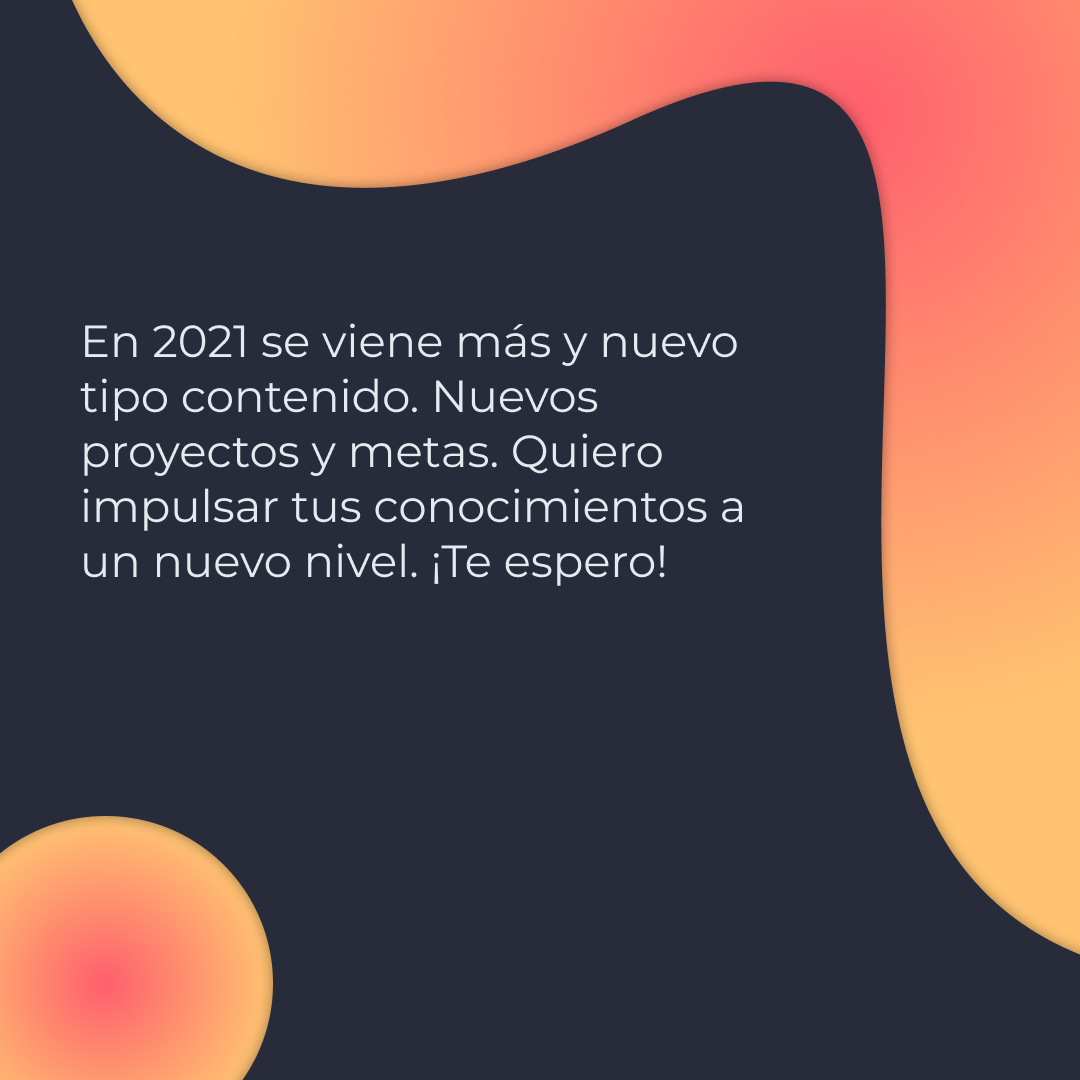 En 2021 se viene más y nuevo
tipo contenido. Nuevos
proyectos y metas. Quiero
impulsar tus conocimientos a
un nuevo nivel. ¡Te espero!